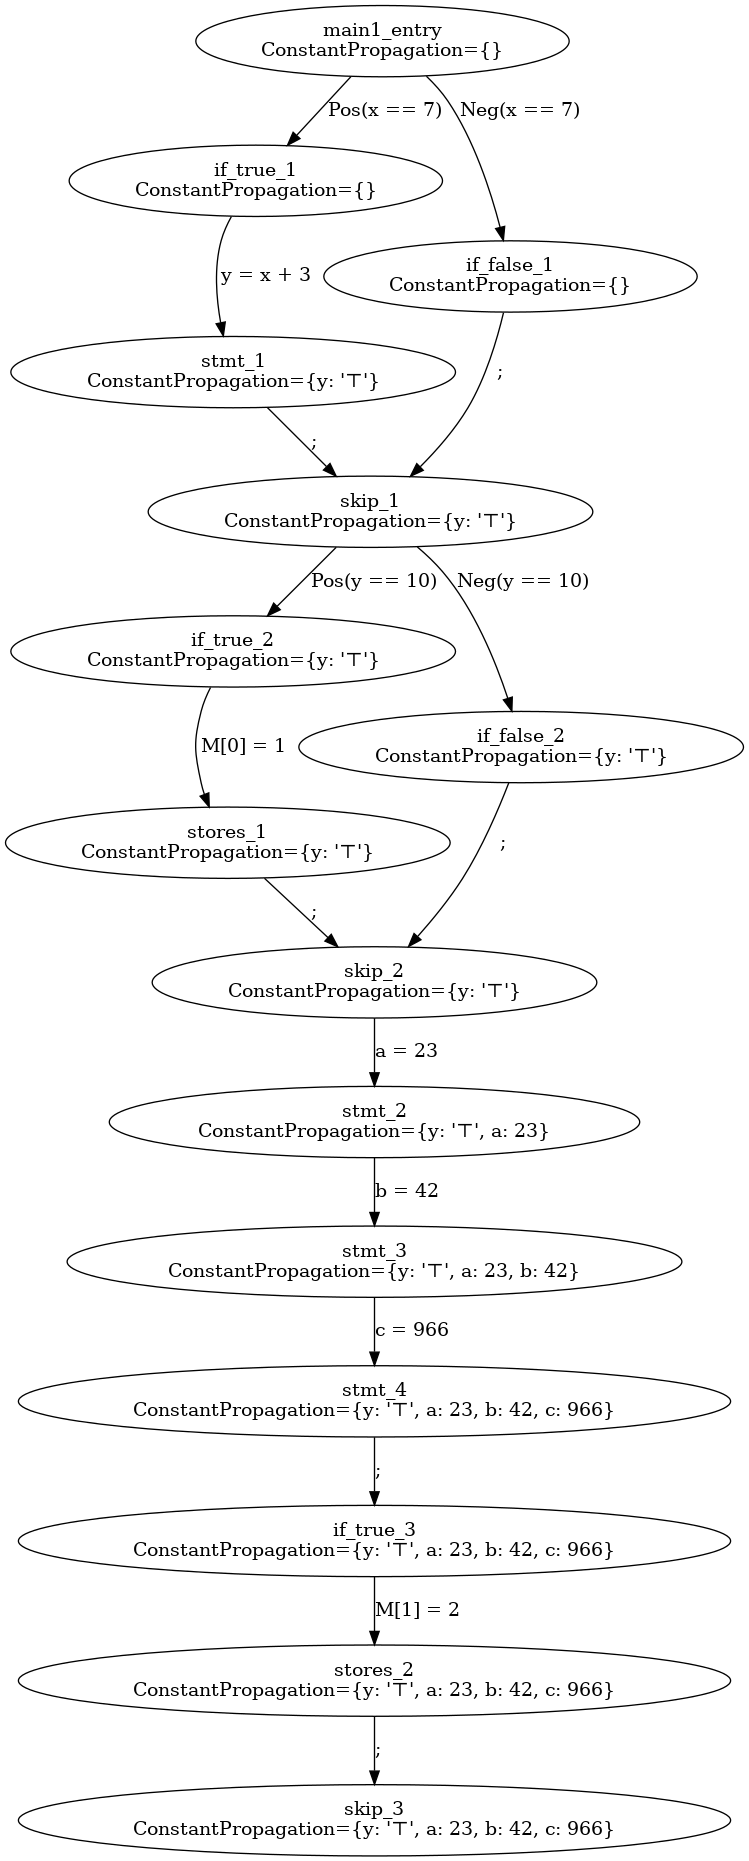 main1_entry
ConstantPropagation={}
Pos(x == 7)
Neg(x == 7)
if_true_1
ConstantPropagation={}
if_false_1
ConstantPropagation={}
y = x + 3
stmt_1
ConstantPropagation={y: '⊤'}
;
;
skip_1
ConstantPropagation={y: '⊤'}
Pos(y == 10)
Neg(y == 10)
if_true_2
ConstantPropagation={y: '⊤'}
if_false_2
ConstantPropagation={y: '⊤'}
M[0] = 1
stores_1
ConstantPropagation={y: '⊤'}
;
;
skip_2
ConstantPropagation={y: '⊤'}
a = 23
stmt_2
ConstantPropagation={y: '⊤', a: 23}
b = 42
stmt_3
ConstantPropagation={y: '⊤', a: 23, b: 42}
c = 966
stmt_4
ConstantPropagation={y: '⊤', a: 23, b: 42, c: 966}
;
if_true_3
ConstantPropagation={y: '⊤', a: 23, b: 42, c: 966}
M[1] = 2
stores_2
ConstantPropagation={y: '⊤', a: 23, b: 42, c: 966}
;
skip_3
ConstantPropagation={y: '⊤', a: 23, b: 42, c: 966}